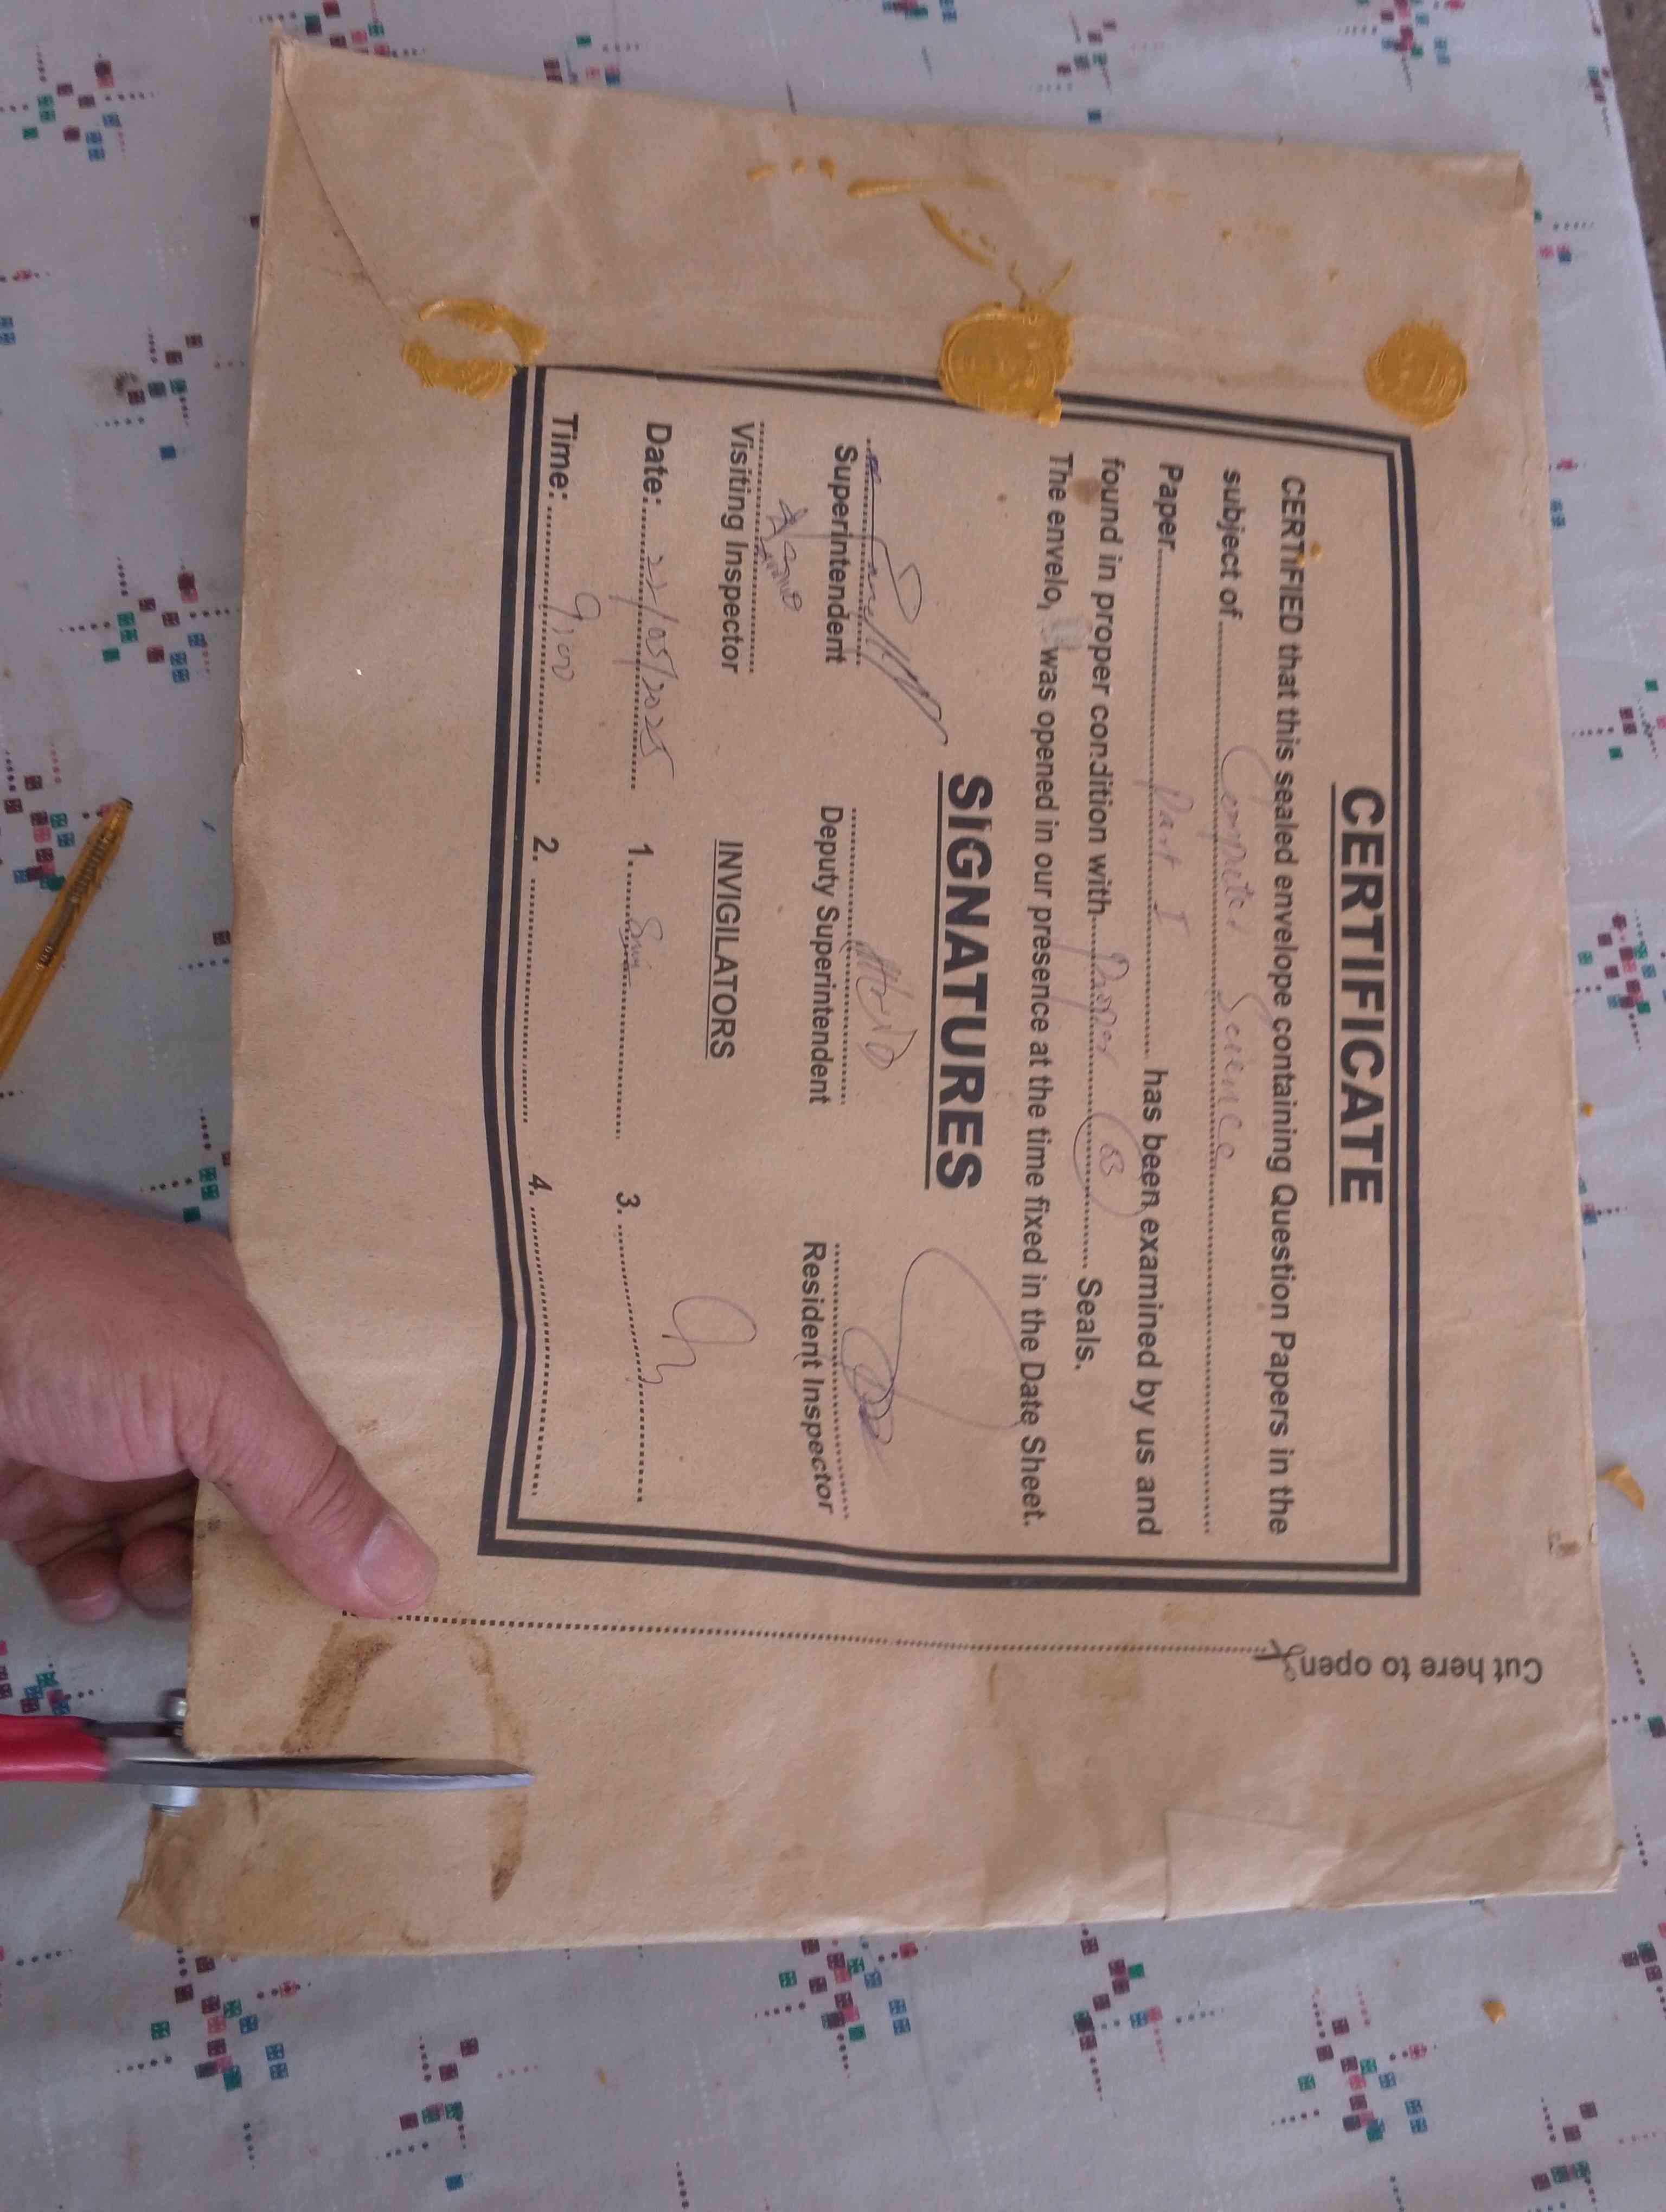 CERTIFICATE
CERTIFIED that this sealed envelope containing Question Papers in the
subject of Computer Science
Paper Part I has been examined by us and
found in proper condition with Proper (03) Seals.
The envelo, was opened in our presence at the time fixed in the Date Sheet.
SIGNATURES
Superintendent Deputy Superintendent Resident Inspector
Visiting Inspector INVIGILATORS
Date: 22/05/2025 1. 3.
Time: 9:00 2. 4.
Cut here to open